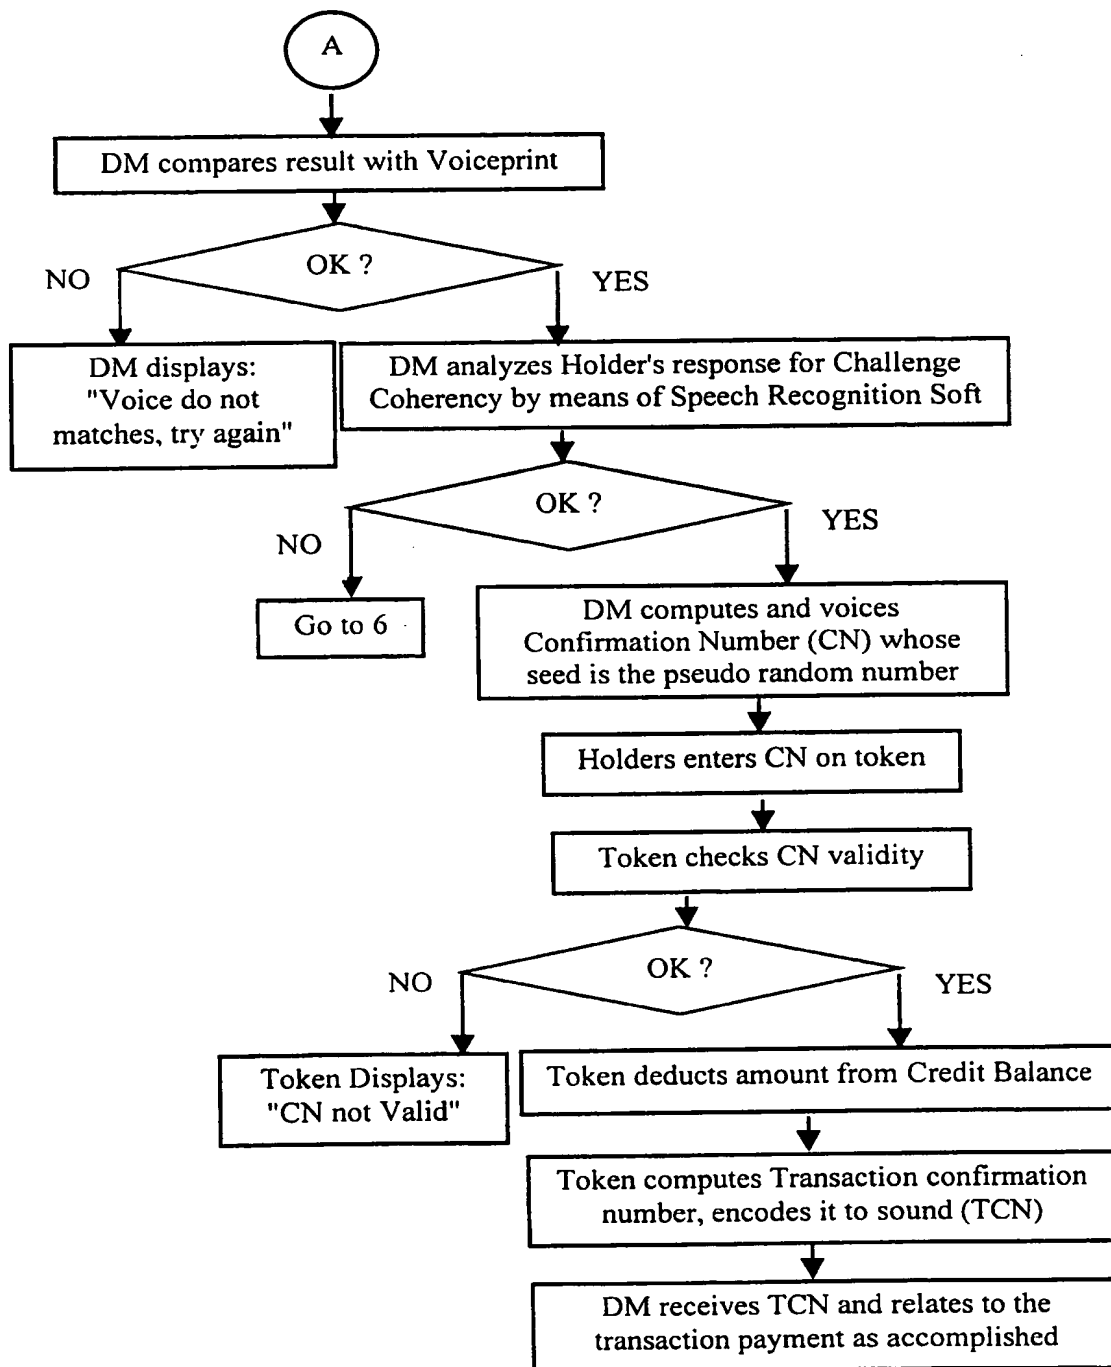 A
DM compares result with Voiceprint
OK ?
NO
YES
DM displays:
"Voice do not
matches, try again"
DM analyzes Holder's response for Challenge
Coherency by means of Speech Recognition Soft
OK ?
NO
YES
Go to 6
DM computes and voices
Confirmation Number (CN) whose
seed is the pseudo random number
Holders enters CN on token
Token checks CN validity
OK ?
NO
YES
Token Displays:
"CN not Valid"
Token deducts amount from Credit Balance
Token computes Transaction confirmation
number, encodes it to sound (TCN)
DM receives TCN and relates to the
transaction payment as accomplished